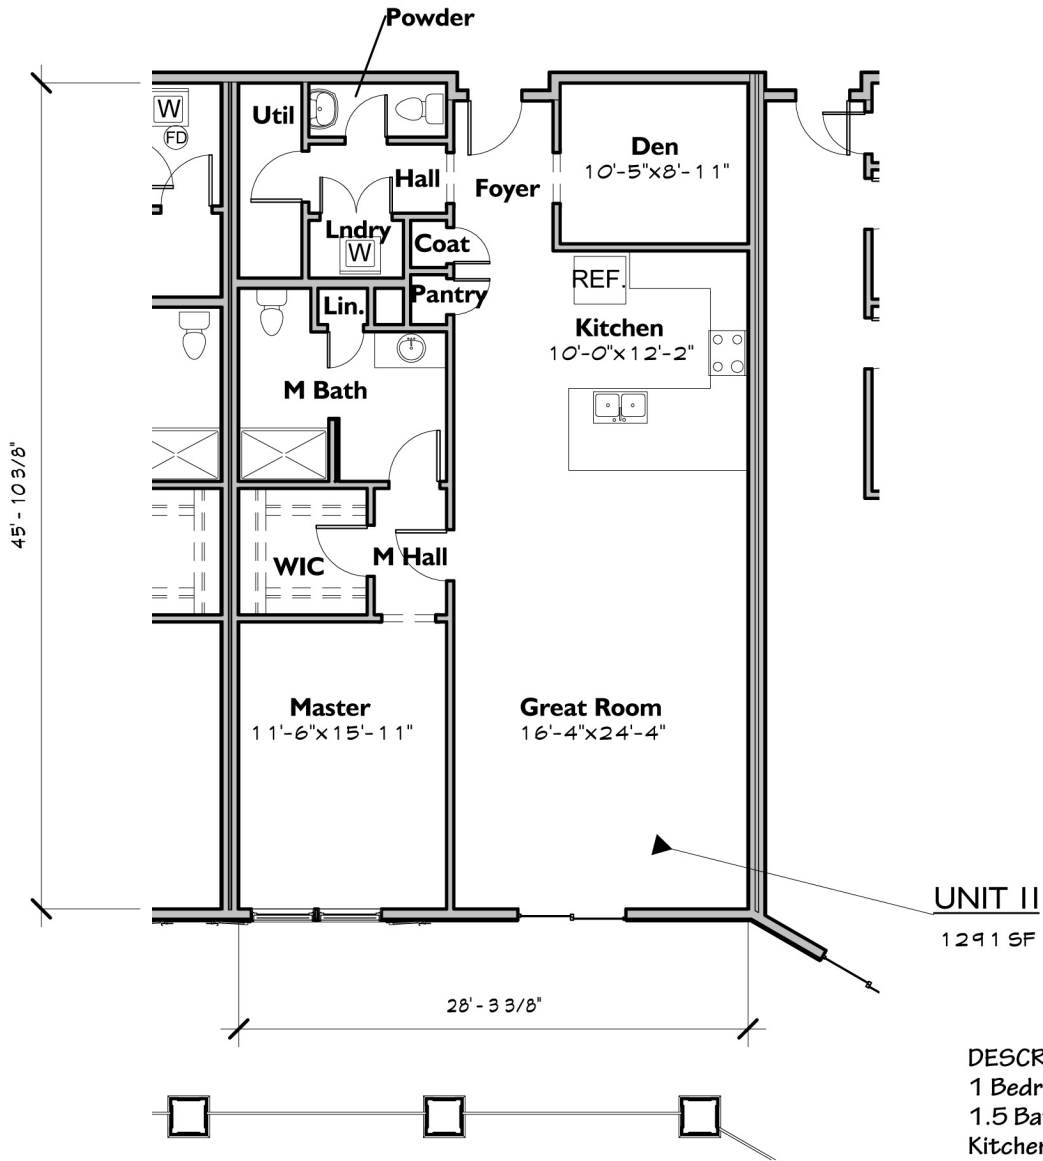 Powder
W
FD
Util
Hall
Foyer
Den
10'-5"x8'-11"
Lndry
W
Coat
Pantry
Lin.
REF.
Kitchen
10'-0"x12'-2"
M Bath
45'- 10 3/8"
WIC
M Hall
Master
11'-6"x15'-11"
Great Room
16'-4"x24'-4"
UNIT 11
1291 SF
28'- 3 3/8"
DESCR
1 Bedr
1.5 Ba
Kitchen